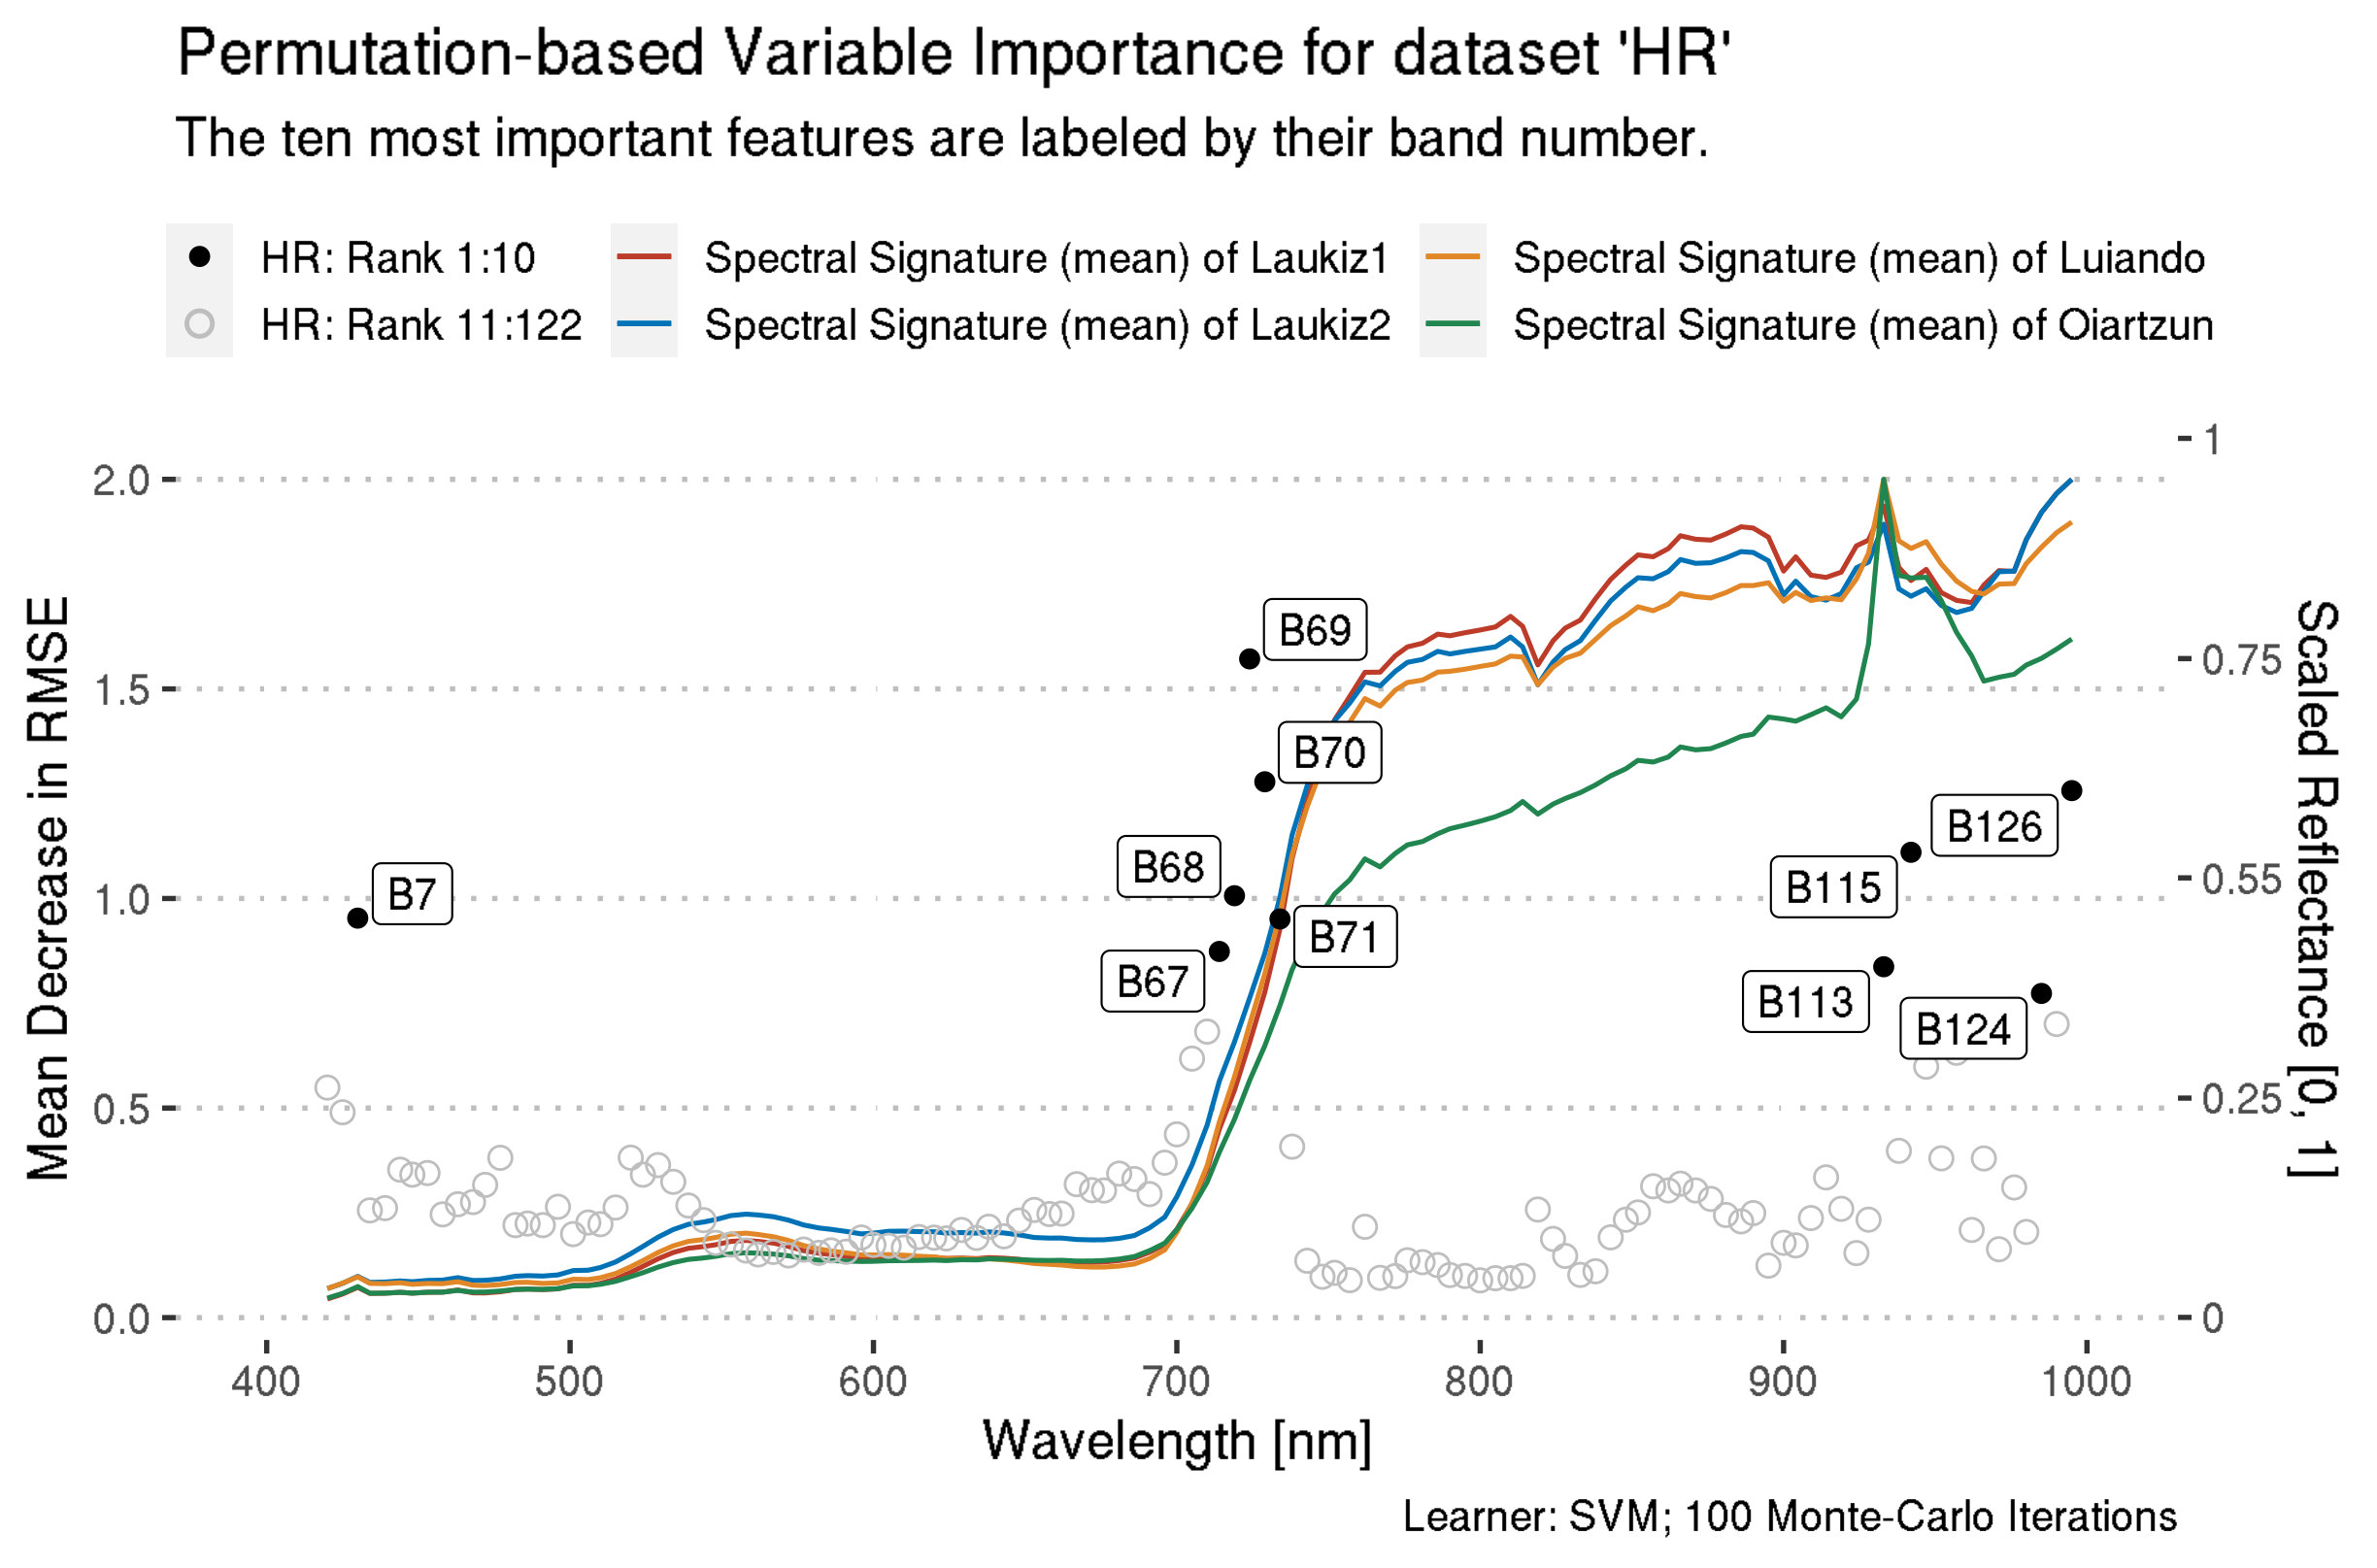 Permutation-based Variable Importance for dataset 'HR'
The ten most important features are labeled by their band number.
HR: Rank 1:10
HR: Rank 11:122
Spectral Signature (mean) of Laukiz1
Spectral Signature (mean) of Laukiz2
Spectral Signature (mean) of Luiando
Spectral Signature (mean) of Oiartzun
Mean Decrease in RMSE
2.0
1.5
1.0
0.5
0.0
B7
B67
B68
B69
B70
B71
B113
B115
B124
B126
1
0.75
0.55
0.25
0
Scaled Reflectance [0, 1]
400 500 600 700 800 900 1000
Wavelength [nm]
Learner: SVM; 100 Monte-Carlo Iterations